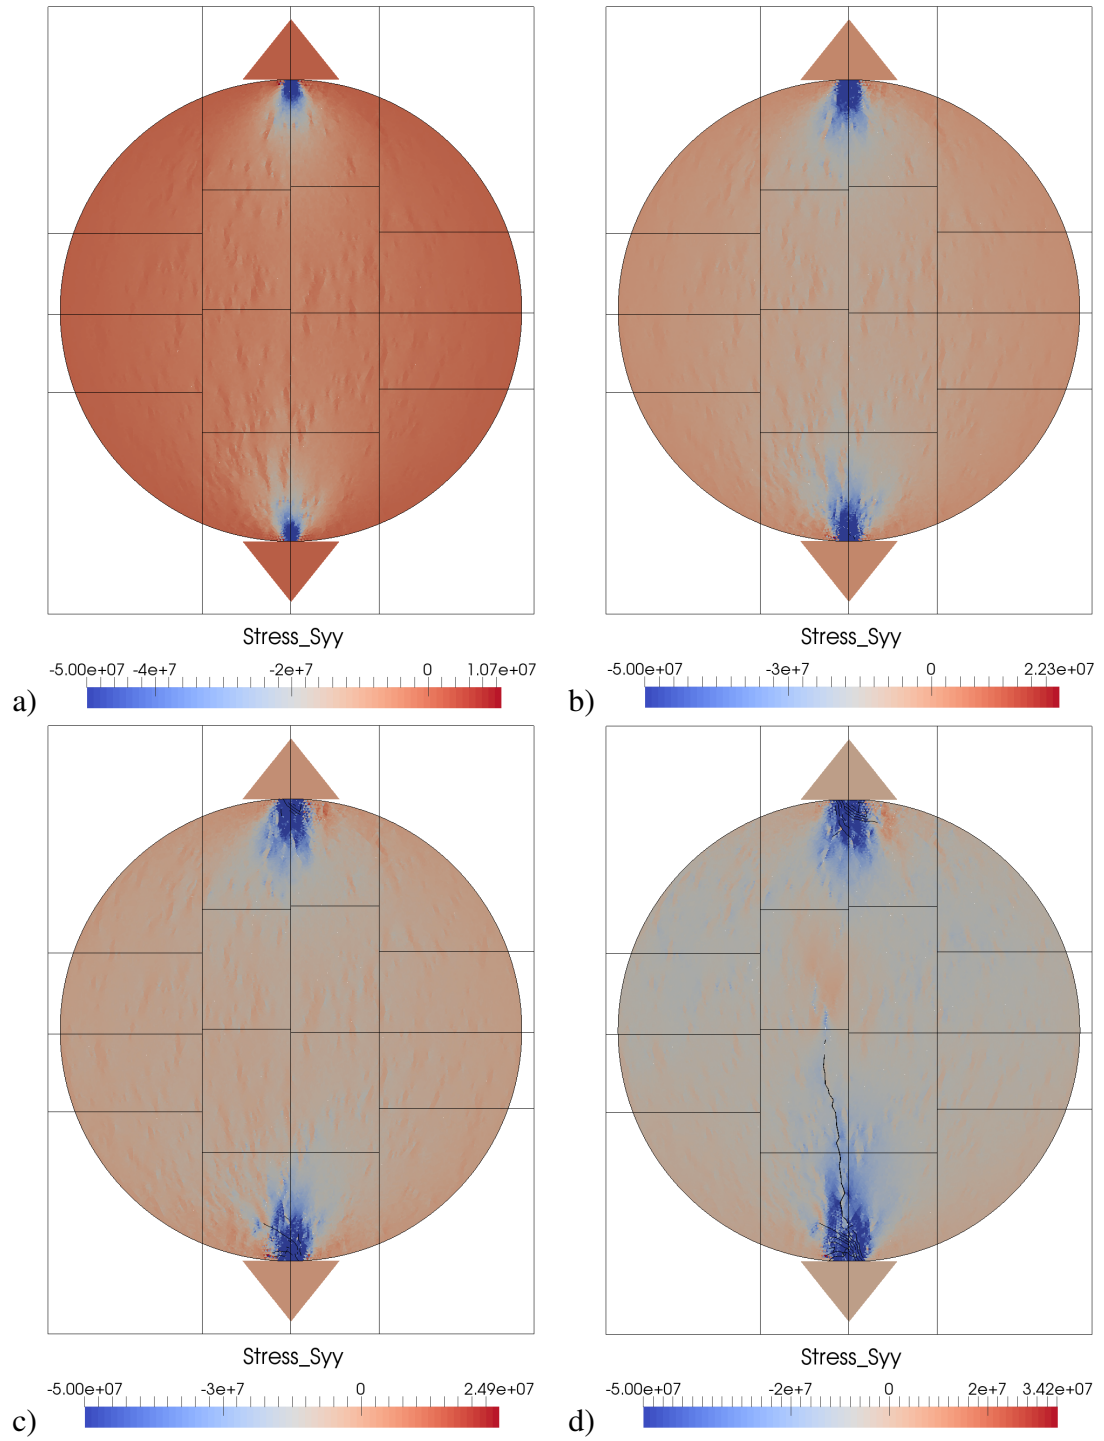 Stress_Syy
-5.00e+07 -4e+7 -2e+7 0 1.07e+07
a)
Stress_Syy
-5.00e+07 -3e+7 0 2.23e+07
b)
Stress_Syy
-5.00e+07 -3e+7 0 2.49e+07
c)
Stress_Syy
-5.00e+07 -2e+7 0 2e+7 3.42e+07
d)